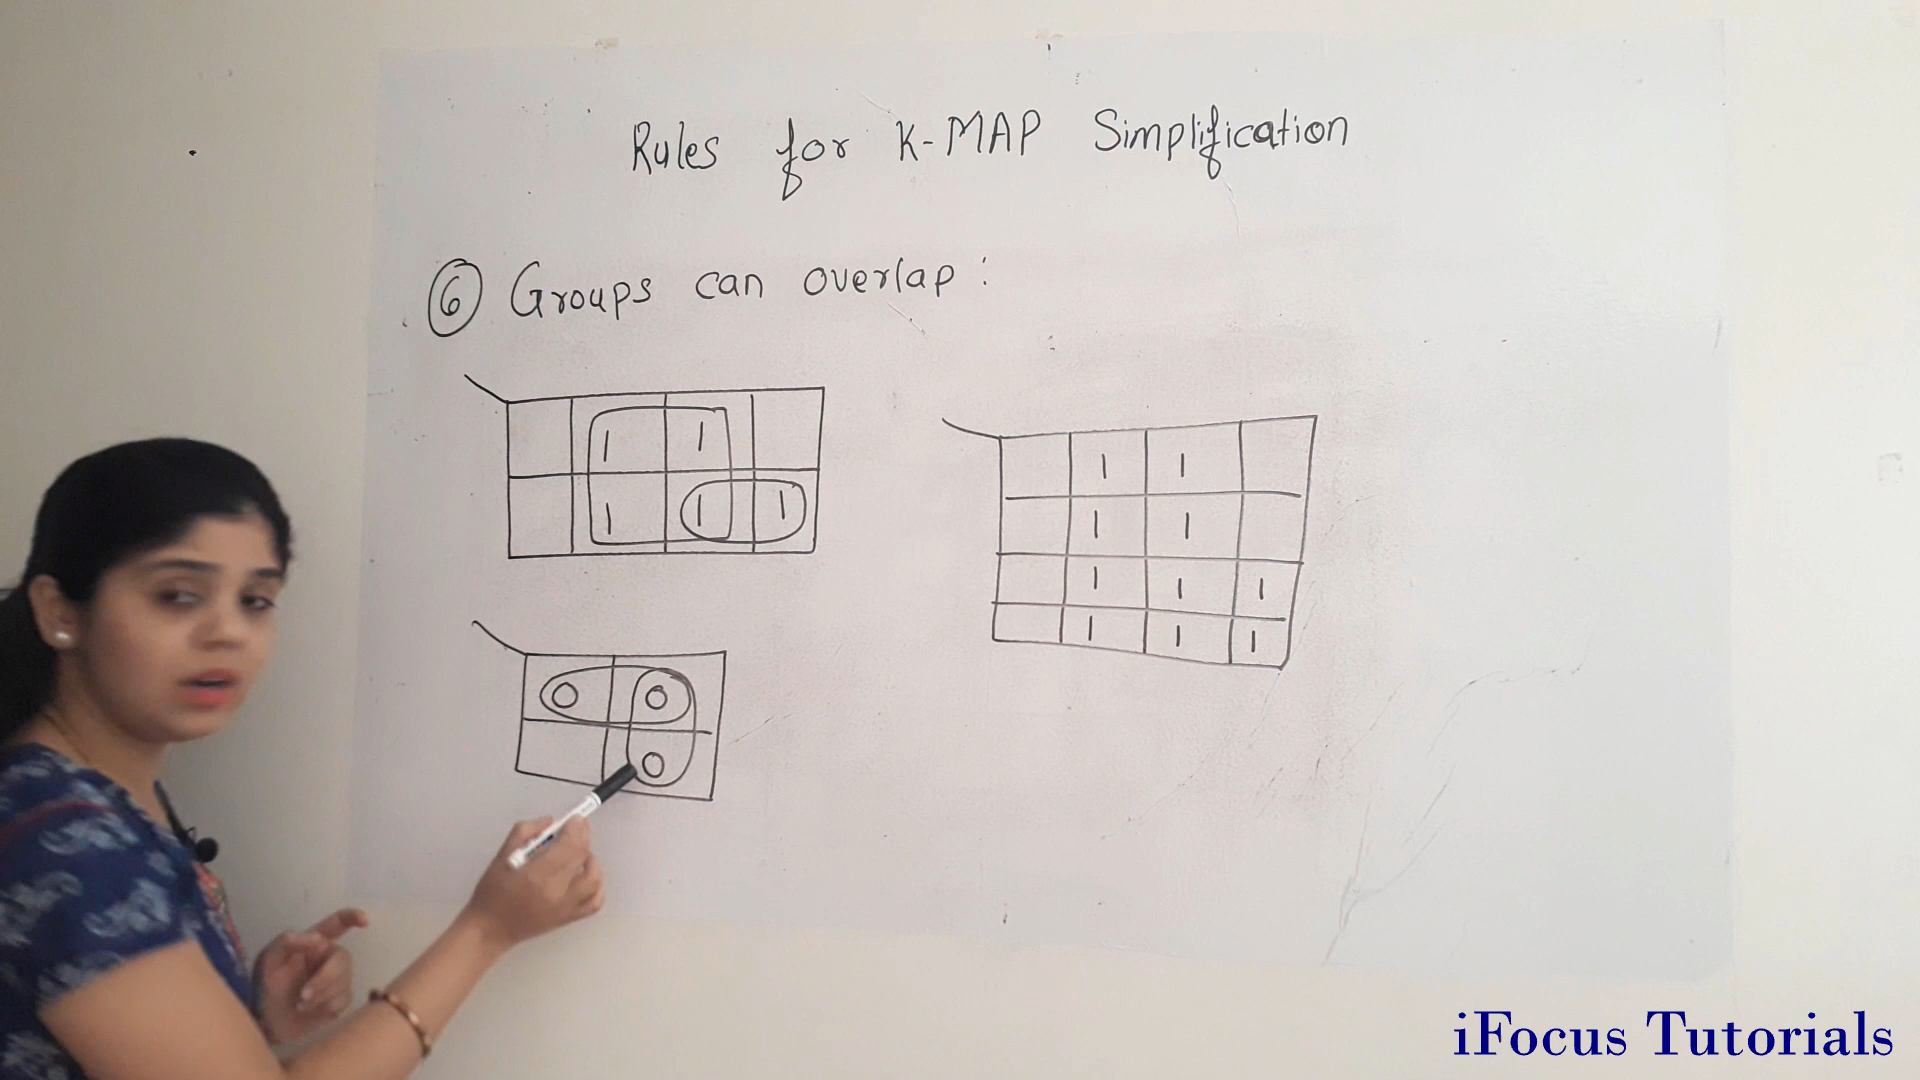 Rules for K-MAP Simplification
6 Groups can overlap :
1 1
1 1 1
0 0
0
1 1
1 1
1 1 1
1 1 1
iFocus Tutorials